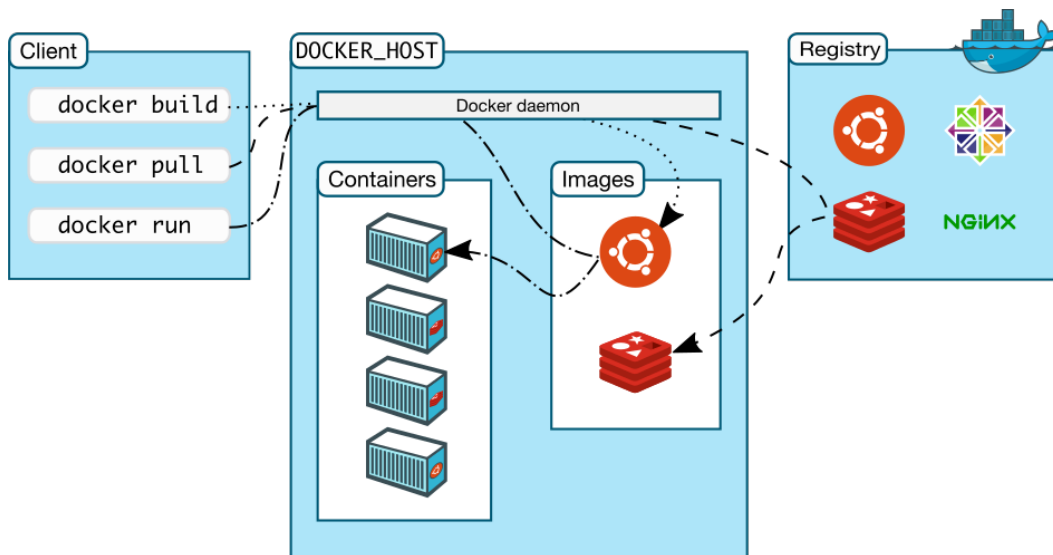 Client
docker build
docker pull
docker run
DOCKER_HOST
Docker daemon
Containers
Images
Registry
NGiNX